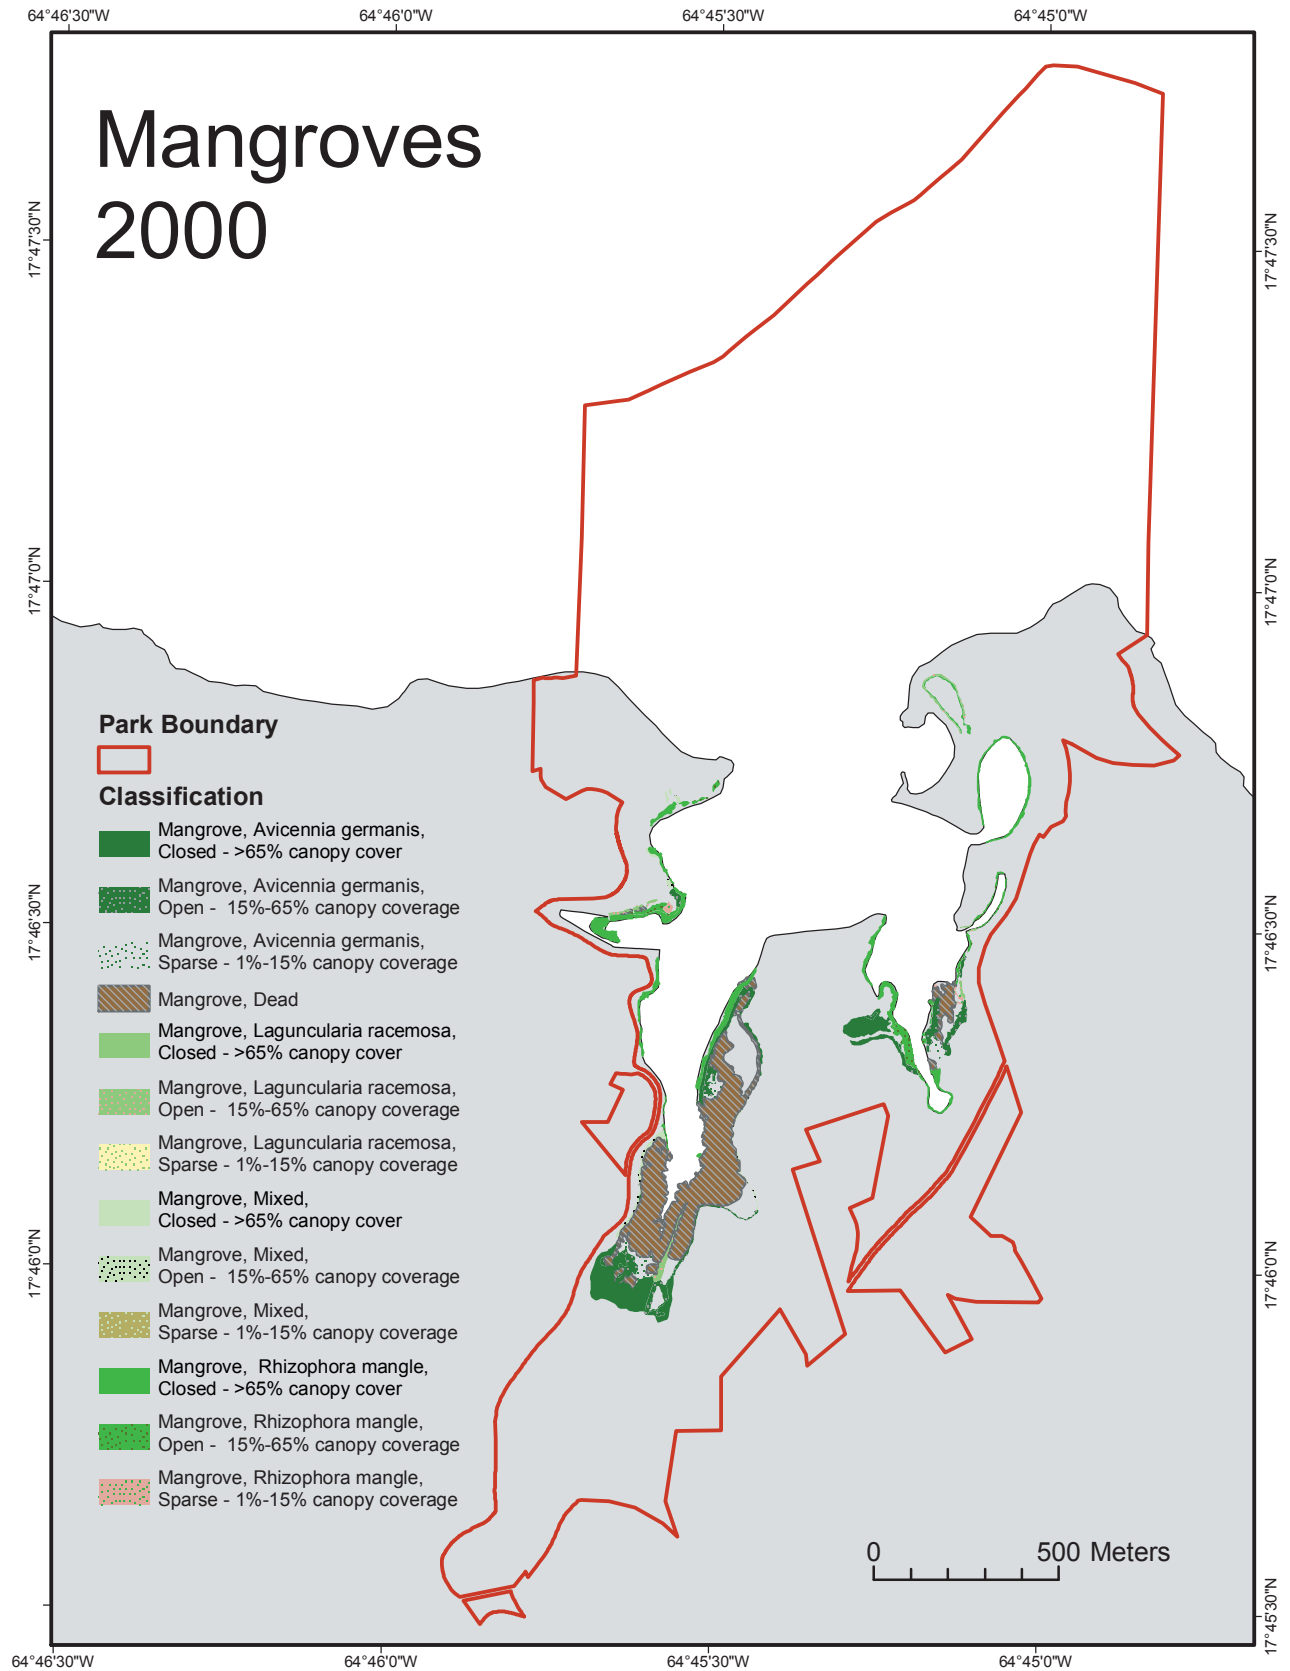 64°46'30"W 64°46'0"W 64°45'30"W 64°45'0"W
Mangroves
2000
17°47'30"N 17°47'30"N
17°47'0"N 17°47'0"N
Park Boundary
Classification
Mangrove, Avicennia germanis,
Closed - >65% canopy cover
Mangrove, Avicennia germanis,
Open - 15%-65% canopy coverage
17°46'30"N 17°46'30"N
Mangrove, Avicennia germanis,
Sparse - 1%-15% canopy coverage
Mangrove, Dead
Mangrove, Laguncularia racemosa,
Closed - >65% canopy cover
Mangrove, Laguncularia racemosa,
Open - 15%-65% canopy coverage
Mangrove, Laguncularia racemosa,
Sparse - 1%-15% canopy coverage
Mangrove, Mixed,
Closed - >65% canopy cover
17°46'0"N 17°46'0"N
Mangrove, Mixed,
Open - 15%-65% canopy coverage
Mangrove, Mixed,
Sparse - 1%-15% canopy coverage
Mangrove, Rhizophora mangle,
Closed - >65% canopy cover
Mangrove, Rhizophora mangle,
Open - 15%-65% canopy coverage
Mangrove, Rhizophora mangle,
Sparse - 1%-15% canopy coverage
0 500 Meters
17°45'30"N
64°46'30"W 64°46'0"W 64°45'30"W 64°45'0"W